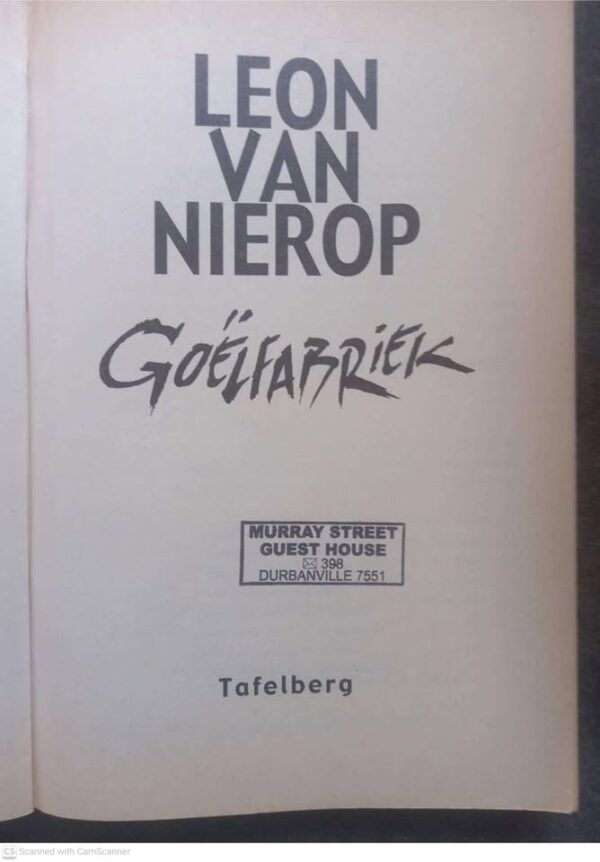 LEON
VAN
NIEROP
GOËLFABRIEK
MURRAY STREET
GUEST HOUSE
✉ 398
DURBANVILLE 7551
Tafelberg
CS Scanned with CamScanner